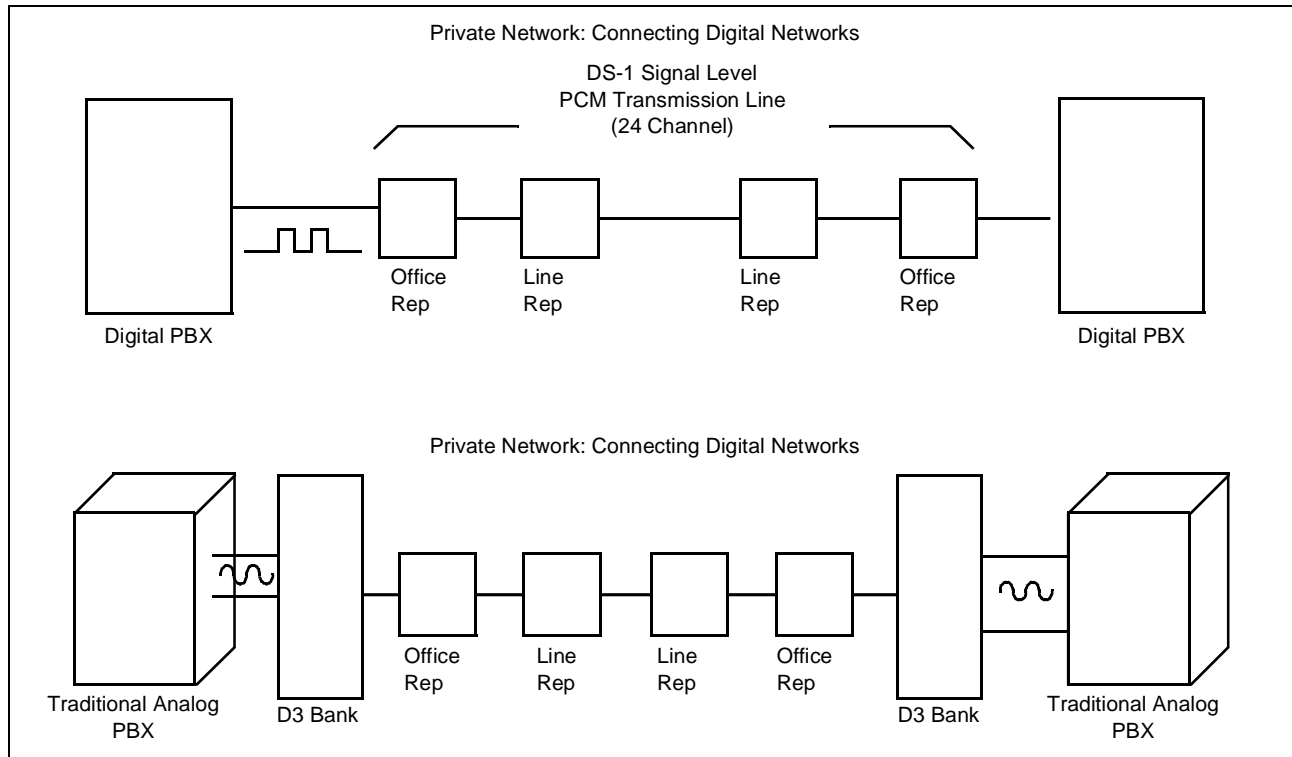 Private Network: Connecting Digital Networks
DS-1 Signal Level
PCM Transmission Line
(24 Channel)
Office
Rep
Line
Rep
Line
Rep
Office
Rep
Digital PBX
Digital PBX
Private Network: Connecting Digital Networks
Office
Rep
Line
Rep
Line
Rep
Office
Rep
Traditional Analog
PBX
D3 Bank
D3 Bank
Traditional Analog
PBX